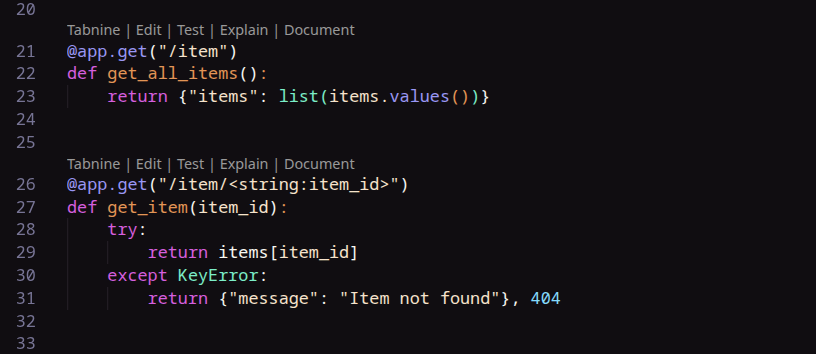 20
Tabnine | Edit | Test | Explain | Document
21 @app.get("/item")
22 def get_all_items():
23     return {"items": list(items.values())}
24
25
Tabnine | Edit | Test | Explain | Document
26 @app.get("/item/<string:item_id>")
27 def get_item(item_id):
28     try:
29         return items[item_id]
30     except KeyError:
31         return {"message": "Item not found"}, 404
32
33